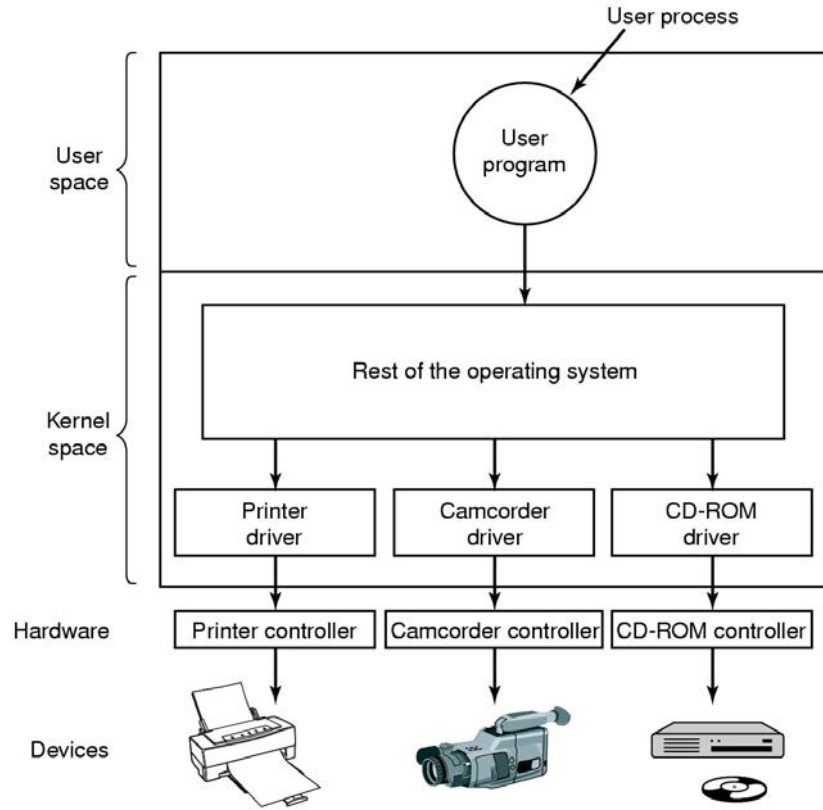 User process
User
program
User
space
Rest of the operating system
Kernel
space
Printer
driver
Camcorder
driver
CD-ROM
driver
Hardware
Printer controller
Camcorder controller
CD-ROM controller
Devices